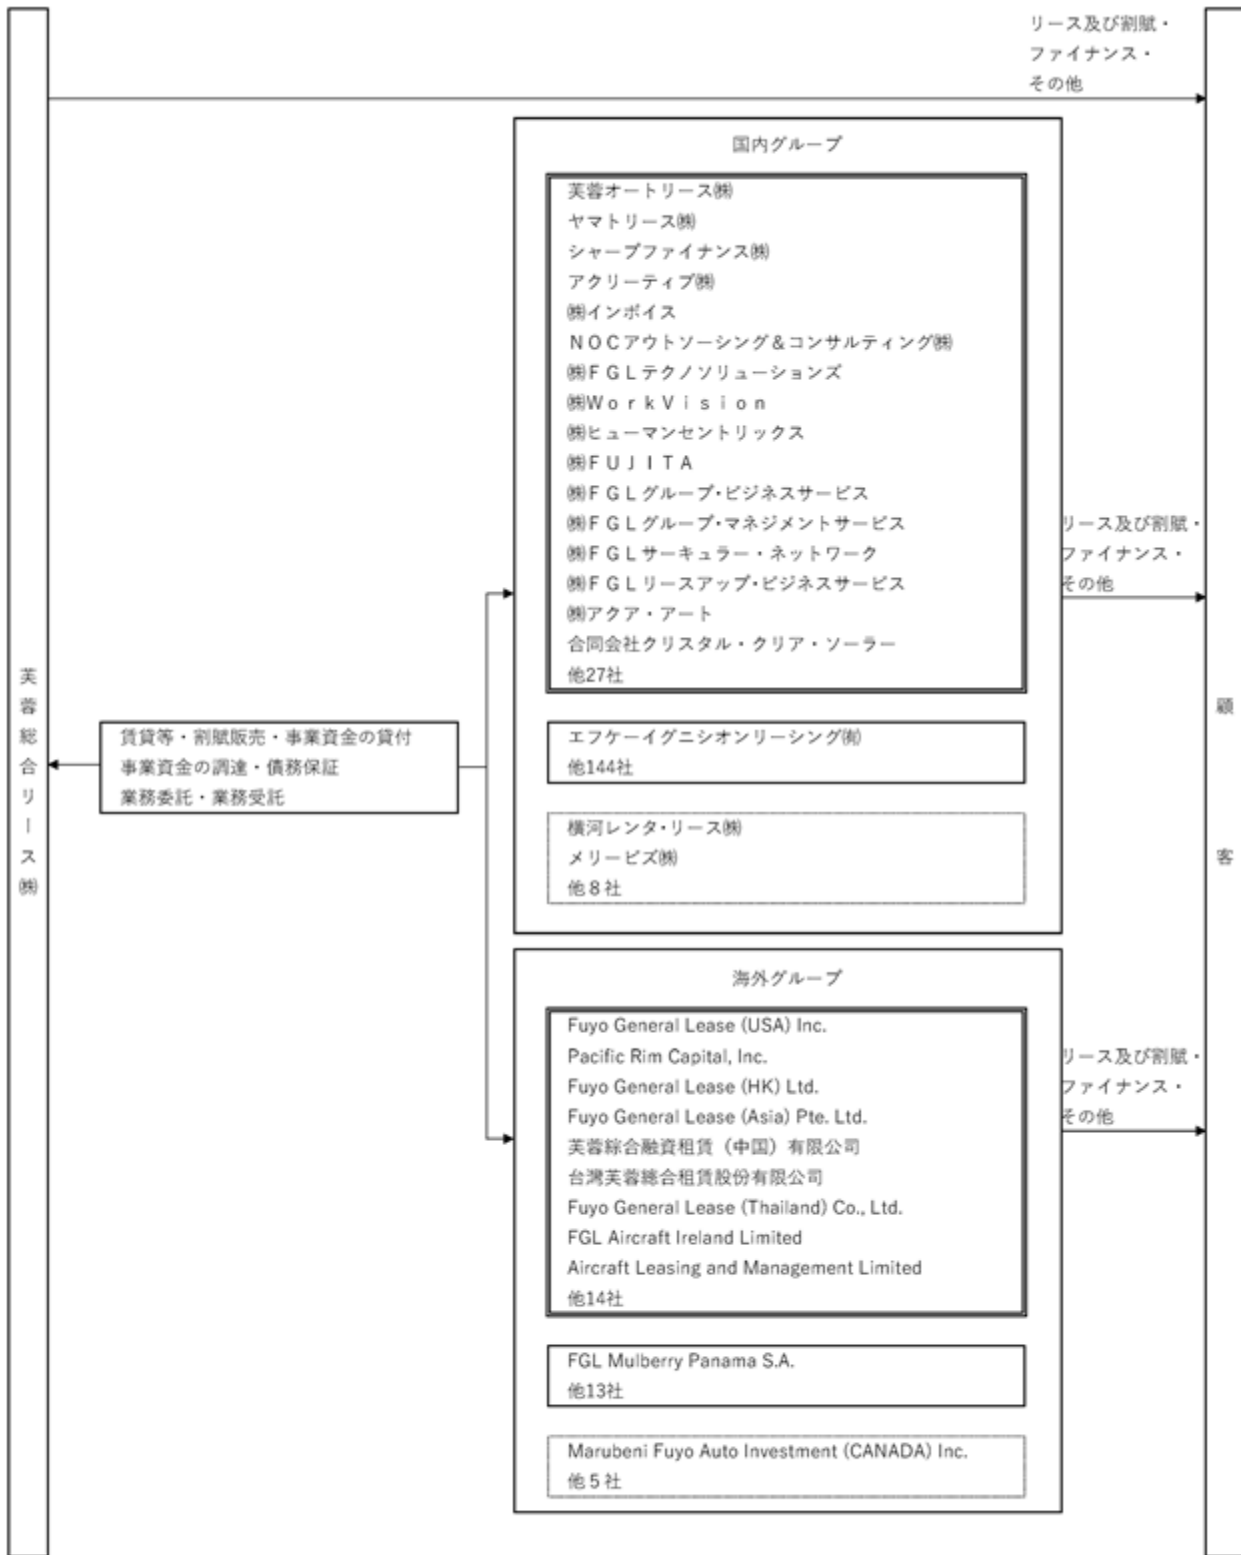 リース及び割賦・
ファイナンス・
その他
国内グループ
芙蓉オートリース㈱
ヤマトリース㈱
シャープファイナンス㈱
アクリーティブ㈱
㈱インボイス
ＮＯＣアウトソーシング＆コンサルティング㈱
㈱ＦＧＬテクノソリューションズ
㈱ＷｏｒｋＶｉｓｉｏｎ
㈱ヒューマンセントリックス
㈱ＦＵＪＩＴＡ
㈱ＦＧＬグループ・ビジネスサービス
㈱ＦＧＬグループ・マネジメントサービス
㈱ＦＧＬサーキュラー・ネットワーク
㈱ＦＧＬリースアップ・ビジネスサービス
㈱アクア・アート
合同会社クリスタル・クリア・ソーラー
他27社
リース及び割賦・
ファイナンス・
その他
芙蓉総合リース㈱
賃貸等・割賦販売・事業資金の貸付
事業資金の調達・債務保証
業務委託・業務受託
エフケーイグニシオンリーシング㈲
他144社
横河レンタ・リース㈱
メリービズ㈱
他８社
顧客
海外グループ
Fuyo General Lease (USA) Inc.
Pacific Rim Capital, Inc.
Fuyo General Lease (HK) Ltd.
Fuyo General Lease (Asia) Pte. Ltd.
芙蓉綜合融資租賃（中国）有限公司
台灣芙蓉總合租賃股份有限公司
Fuyo General Lease (Thailand) Co., Ltd.
FGL Aircraft Ireland Limited
Aircraft Leasing and Management Limited
他14社
リース及び割賦・
ファイナンス・
その他
FGL Mulberry Panama S.A.
他13社
Marubeni Fuyo Auto Investment (CANADA) Inc.
他５社